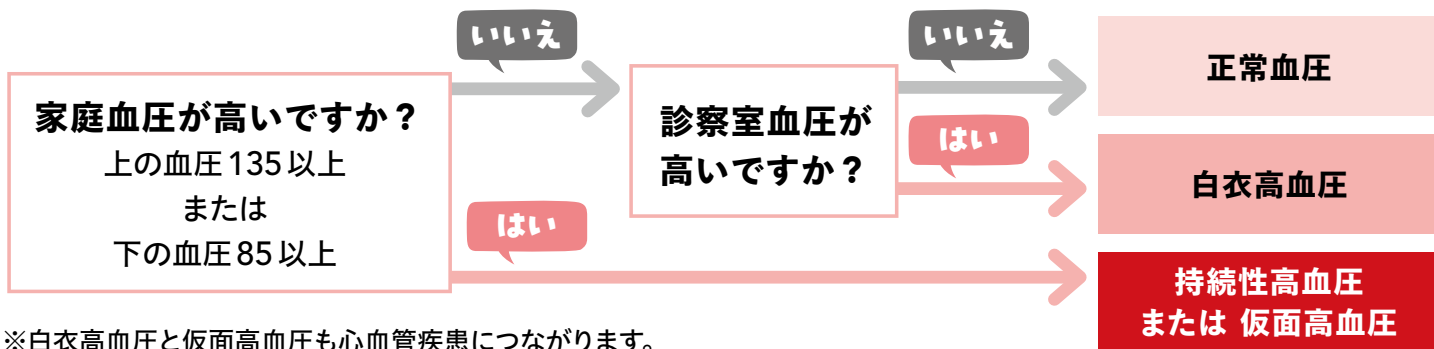 家庭血圧が高いですか？
上の血圧135以上
または
下の血圧85以上
いいえ
はい
診察室血圧が
高いですか？
いいえ
はい
正常血圧
白衣高血圧
持続性高血圧
または 仮面高血圧
※白衣高血圧と仮面高血圧も心血管疾患につながります。